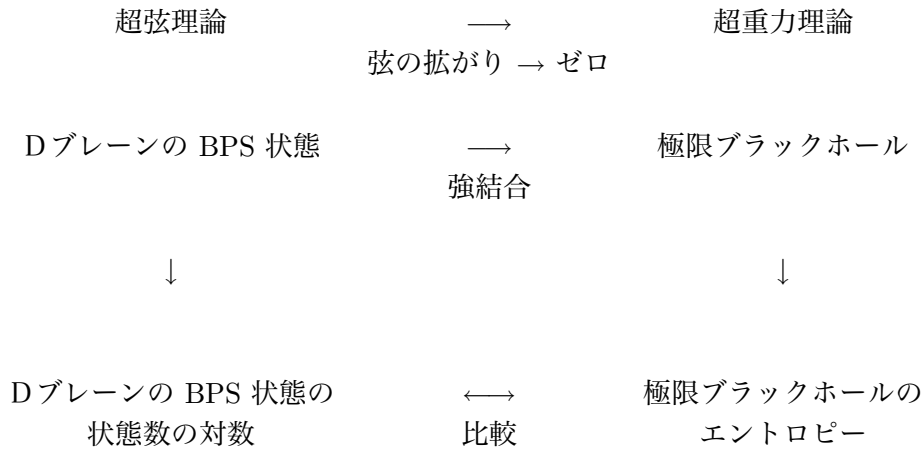 超弦理論 ⟶ 超重力理論
弦の拡がり → ゼロ
Dブレーンの BPS 状態 ⟶ 極限ブラックホール
強結合
↓ ↓
Dブレーンの BPS 状態の ⟷ 極限ブラックホールの
状態数の対数 比較 エントロピー